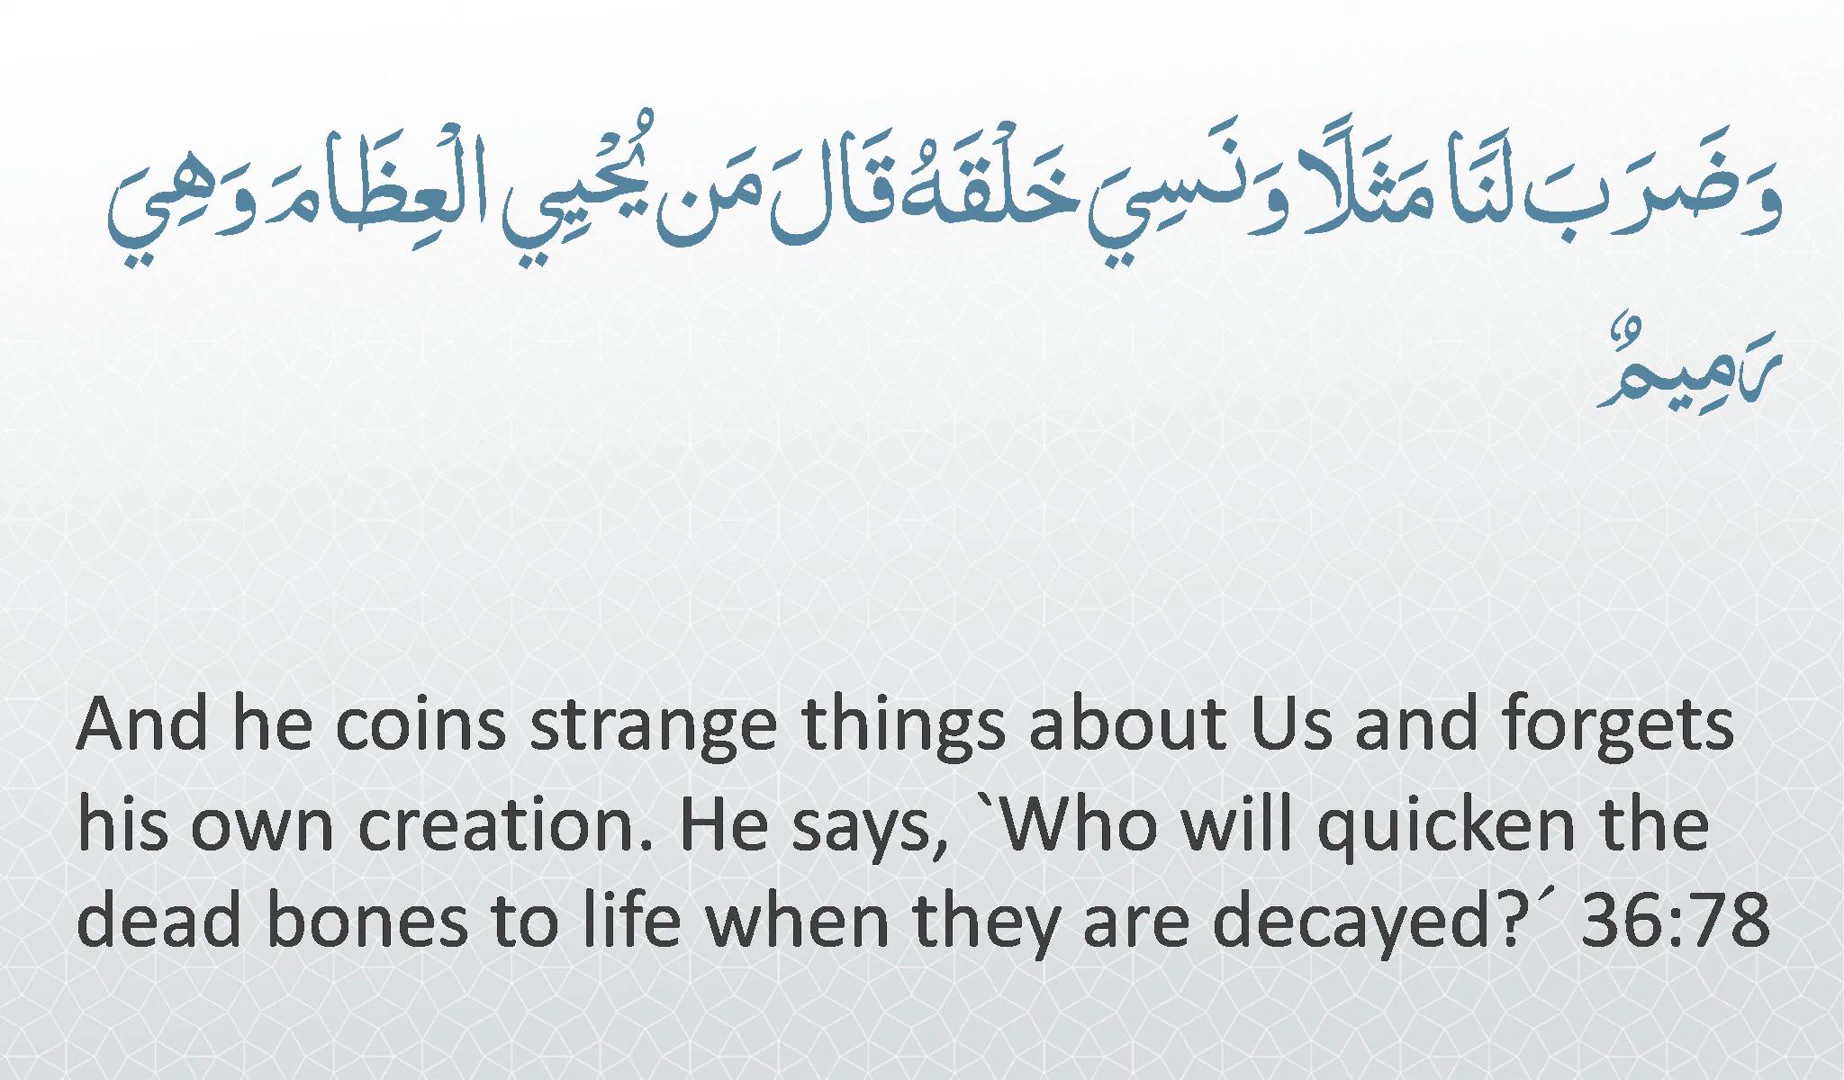 وَضَرَبَ لَنَا مَثَلًا وَنَسِيَ خَلْقَهُ قَالَ مَن يُحْيِي الْعِظَامَ وَهِيَ
رَمِيمٌ
And he coins strange things about Us and forgets
his own creation. He says, `Who will quicken the
dead bones to life when they are decayed?´ 36:78